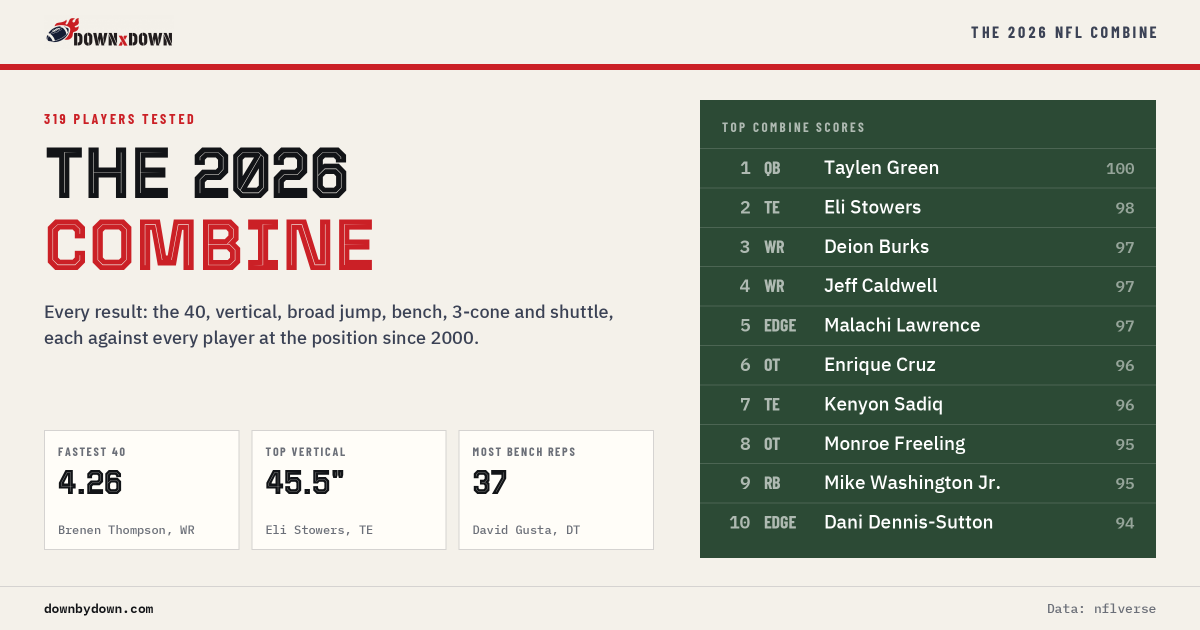 DOWNxDOWN
THE 2026 NFL COMBINE
319 PLAYERS TESTED
THE 2026
COMBINE
Every result: the 40, vertical, broad jump, bench, 3-cone and shuttle,
each against every player at the position since 2000.
FASTEST 40
4.26
Brenen Thompson, WR
TOP VERTICAL
45.5"
Eli Stowers, TE
MOST BENCH REPS
37
David Gusta, DT
TOP COMBINE SCORES
1 QB Taylen Green 100
2 TE Eli Stowers 98
3 WR Deion Burks 97
4 WR Jeff Caldwell 97
5 EDGE Malachi Lawrence 97
6 OT Enrique Cruz 96
7 TE Kenyon Sadiq 96
8 OT Monroe Freeling 95
9 RB Mike Washington Jr. 95
10 EDGE Dani Dennis-Sutton 94
downbydown.com
Data: nflverse